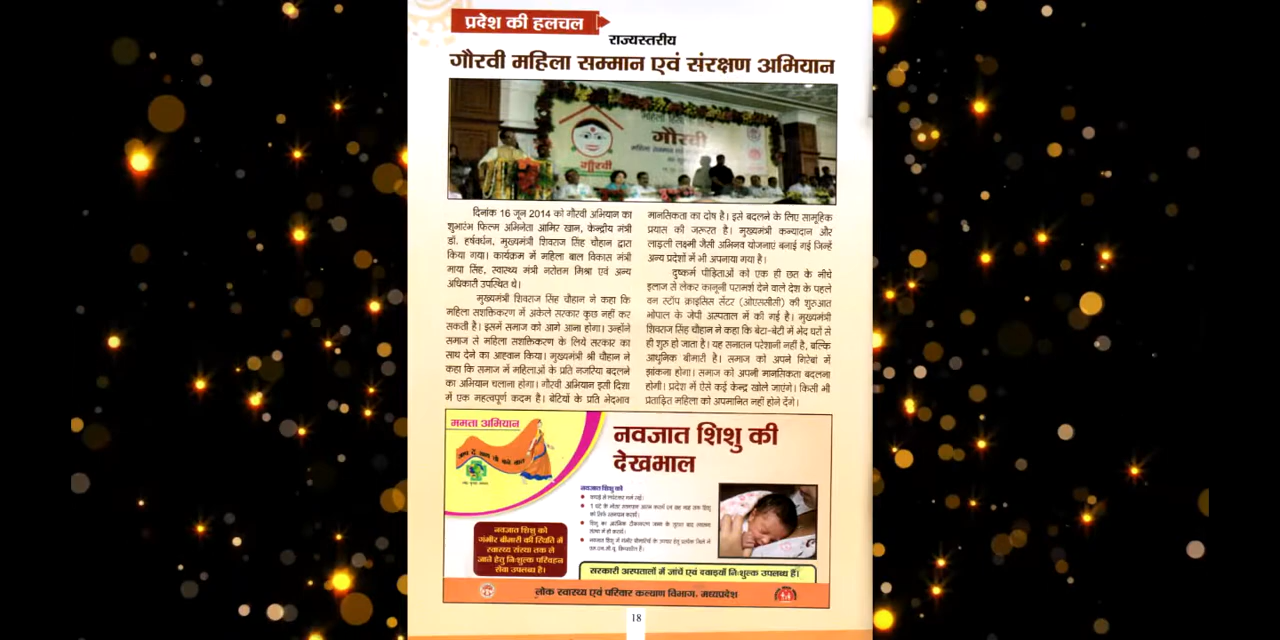 प्रदेश की हलचल
राज्यस्तरीय
गौरवी महिला सम्मान एवं संरक्षण अभियान
गौरवी
गौरवी
दिनांक 16 जून 2014 को गौरवी अभियान का
शुभारंभ फिल्म अभिनेता आमिर खान, केन्द्रीय मंत्री
डॉ. हर्षवर्धन, मुख्यमंत्री शिवराज सिंह चौहान द्वारा
किया गया। कार्यक्रम में महिला बाल विकास मंत्री
माया सिंह, स्वास्थ्य मंत्री नरोत्तम मिश्रा एवं अन्य
अधिकारी उपस्थित थे।
मुख्यमंत्री शिवराज सिंह चौहान ने कहा कि
महिला सशक्तिकरण में अकेले सरकार कुछ नहीं कर
सकती है। इसमें समाज को आगे आना होगा। उन्होंने
समाज से महिला सशक्तिकरण के लिये सरकार का
साथ देने का आह्वान किया। मुख्यमंत्री श्री चौहान ने
कहा कि समाज में महिलाओं के प्रति नजरिया बदलने
का अभियान चलाना होगा। गौरवी अभियान इसी दिशा
में एक महत्वपूर्ण कदम है। बेटियों के प्रति भेदभाव
मानसिकता का दोष है। इसे बदलने के लिए सामूहिक
प्रयास की जरूरत है। मुख्यमंत्री कन्यादान और
लाड़ली लक्ष्मी जैसी अभिनव योजनाएं बनाई गई जिन्हें
अन्य प्रदेशों में भी अपनाया गया है।
दुष्कर्म पीड़िताओं को एक ही छत के नीचे
इलाज से लेकर कानूनी परामर्श देने वाले देश के पहले
वन स्टॉप क्राइसिस सेंटर (ओएससीसी) की शुरुआत
भोपाल के जेपी अस्पताल में की गई है। मुख्यमंत्री
शिवराज सिंह चौहान ने कहा कि बेटा-बेटी में भेद घरों से
ही शुरु हो जाता है। यह सनातन परेशानी नहीं है, बल्कि
आधुनिक बीमारी है। समाज को अपने गिरेबां में
झांकना होगा। समाज को अपनी मानसिकता बदलना
होगी। प्रदेश में ऐसे कई केन्द्र खोले जाएंगे। किसी भी
प्रताड़ित महिला को अपमानित नहीं होने देंगे।
ममता अभियान
नवजात शिशु की
देखभाल
नवजात शिशु को
नवजात शिशु को
गंभीर बीमारी की स्थिति में
स्वास्थ्य संस्था तक ले
जाने हेतु निःशुल्क परिवहन
सेवा उपलब्ध है।
सरकारी अस्पतालों में जांचें एवं दवाइयाँ निःशुल्क उपलब्ध हैं।
लोक स्वास्थ्य एवं परिवार कल्याण विभाग, मध्यप्रदेश
18